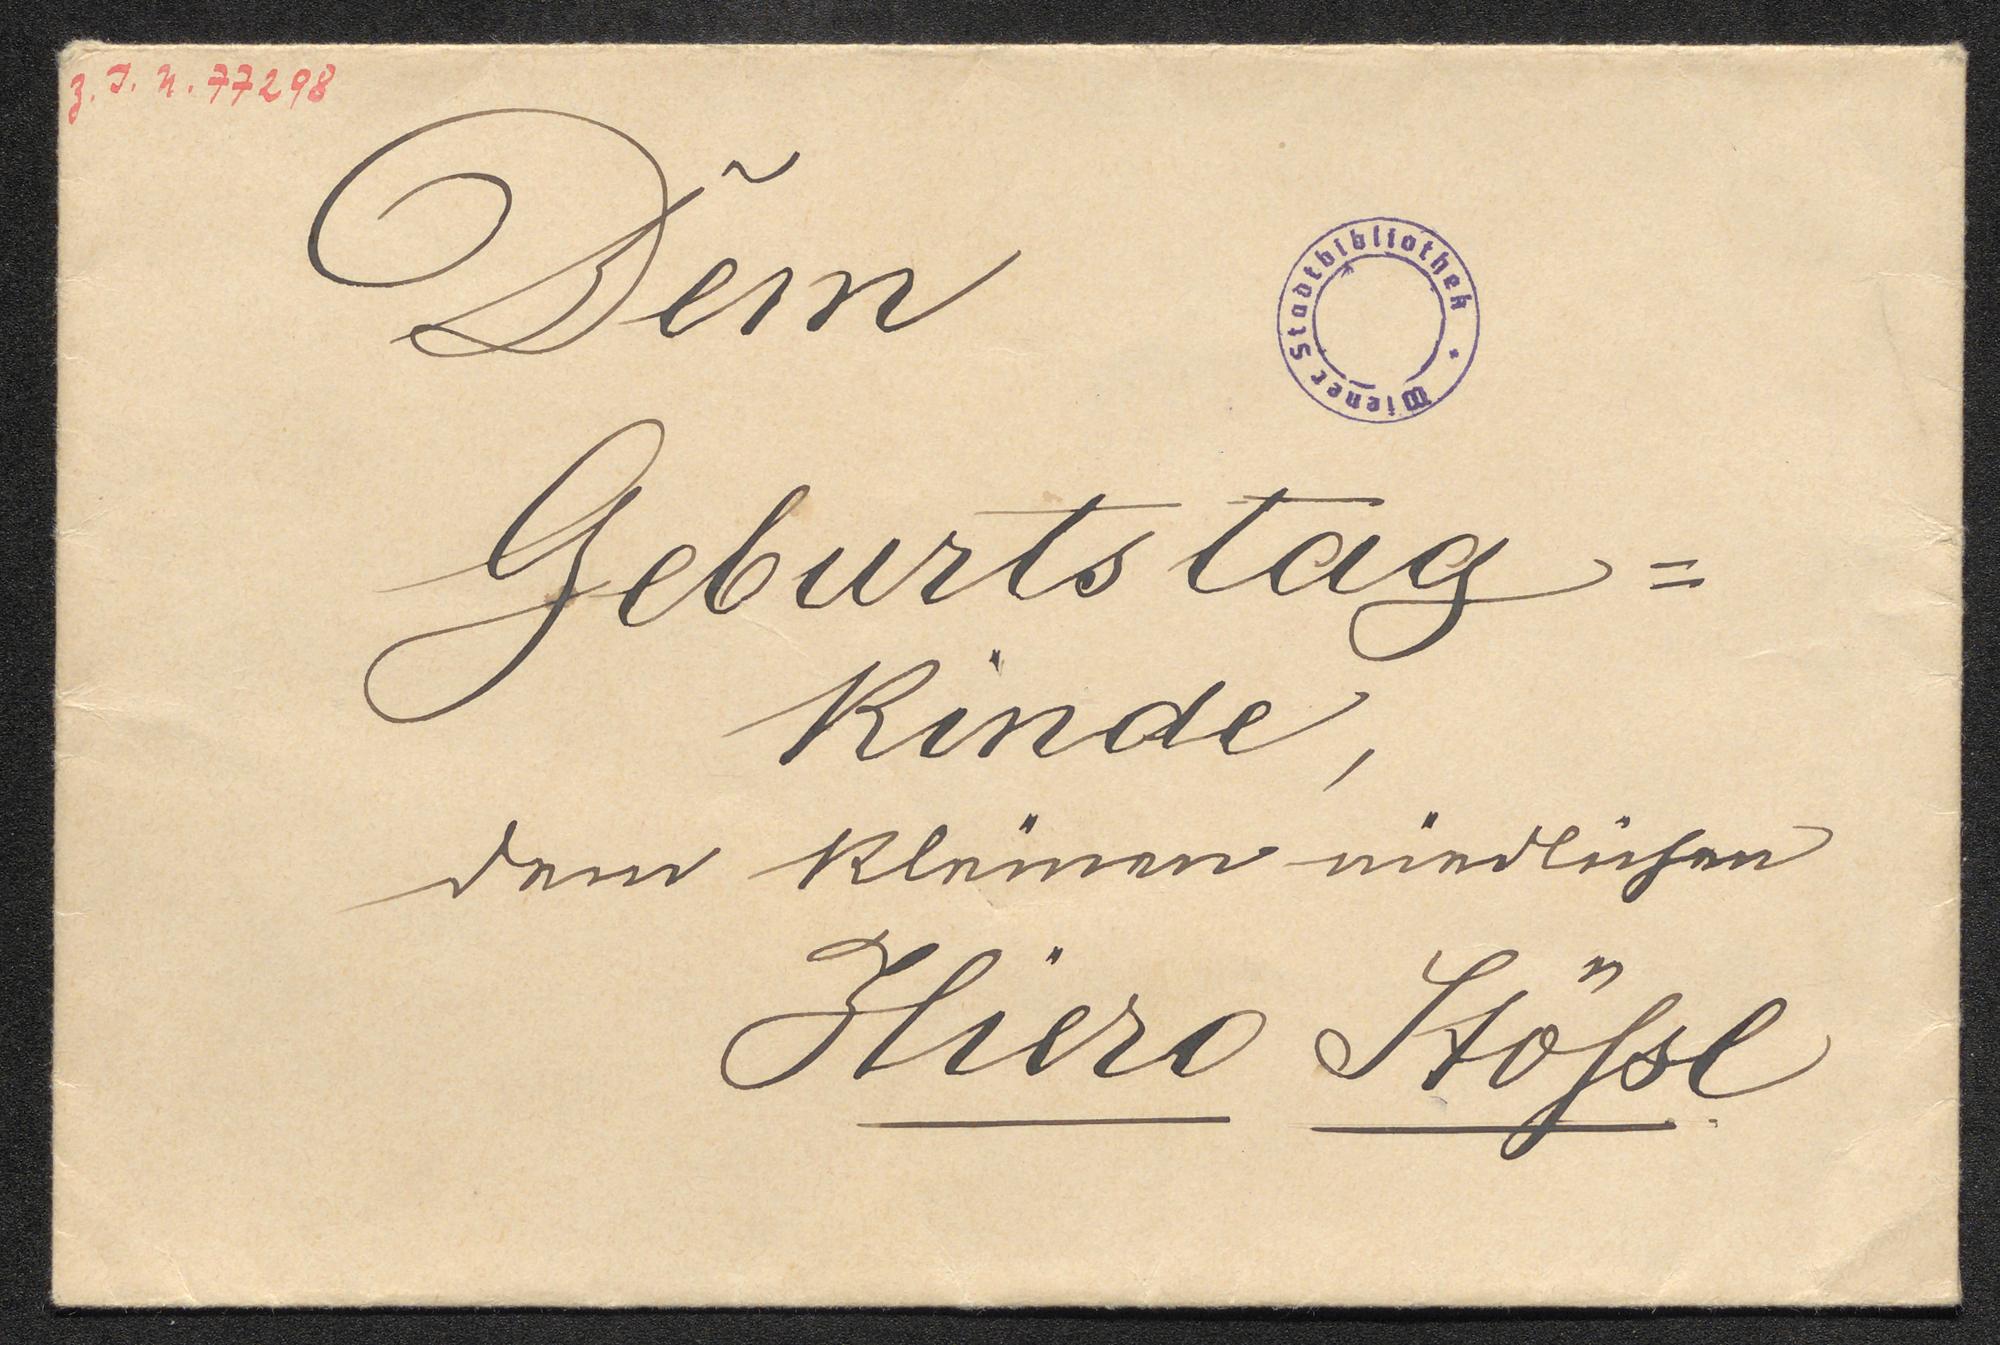 z. I. N. 77298
Dem
Wiener Stadtbibliothek
Geburtstag=
Kinde,
dem kleinen niedlichen
Hiero Stößl